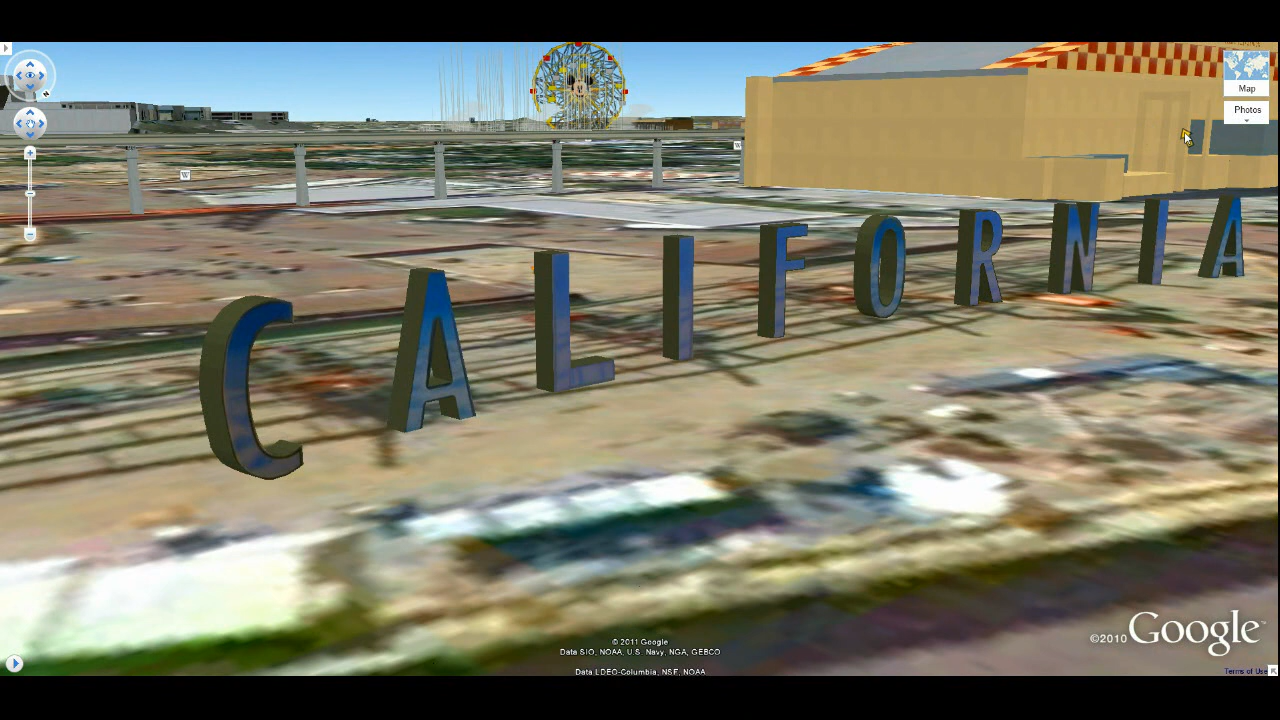 Map
Photos
W
W
CALIFORNIA
© 2011 Google
Data SIO, NOAA, U.S. Navy, NGA, GEBCO
Data LDEO-Columbia, NSF, NOAA
©2010 Google
Terms of Use